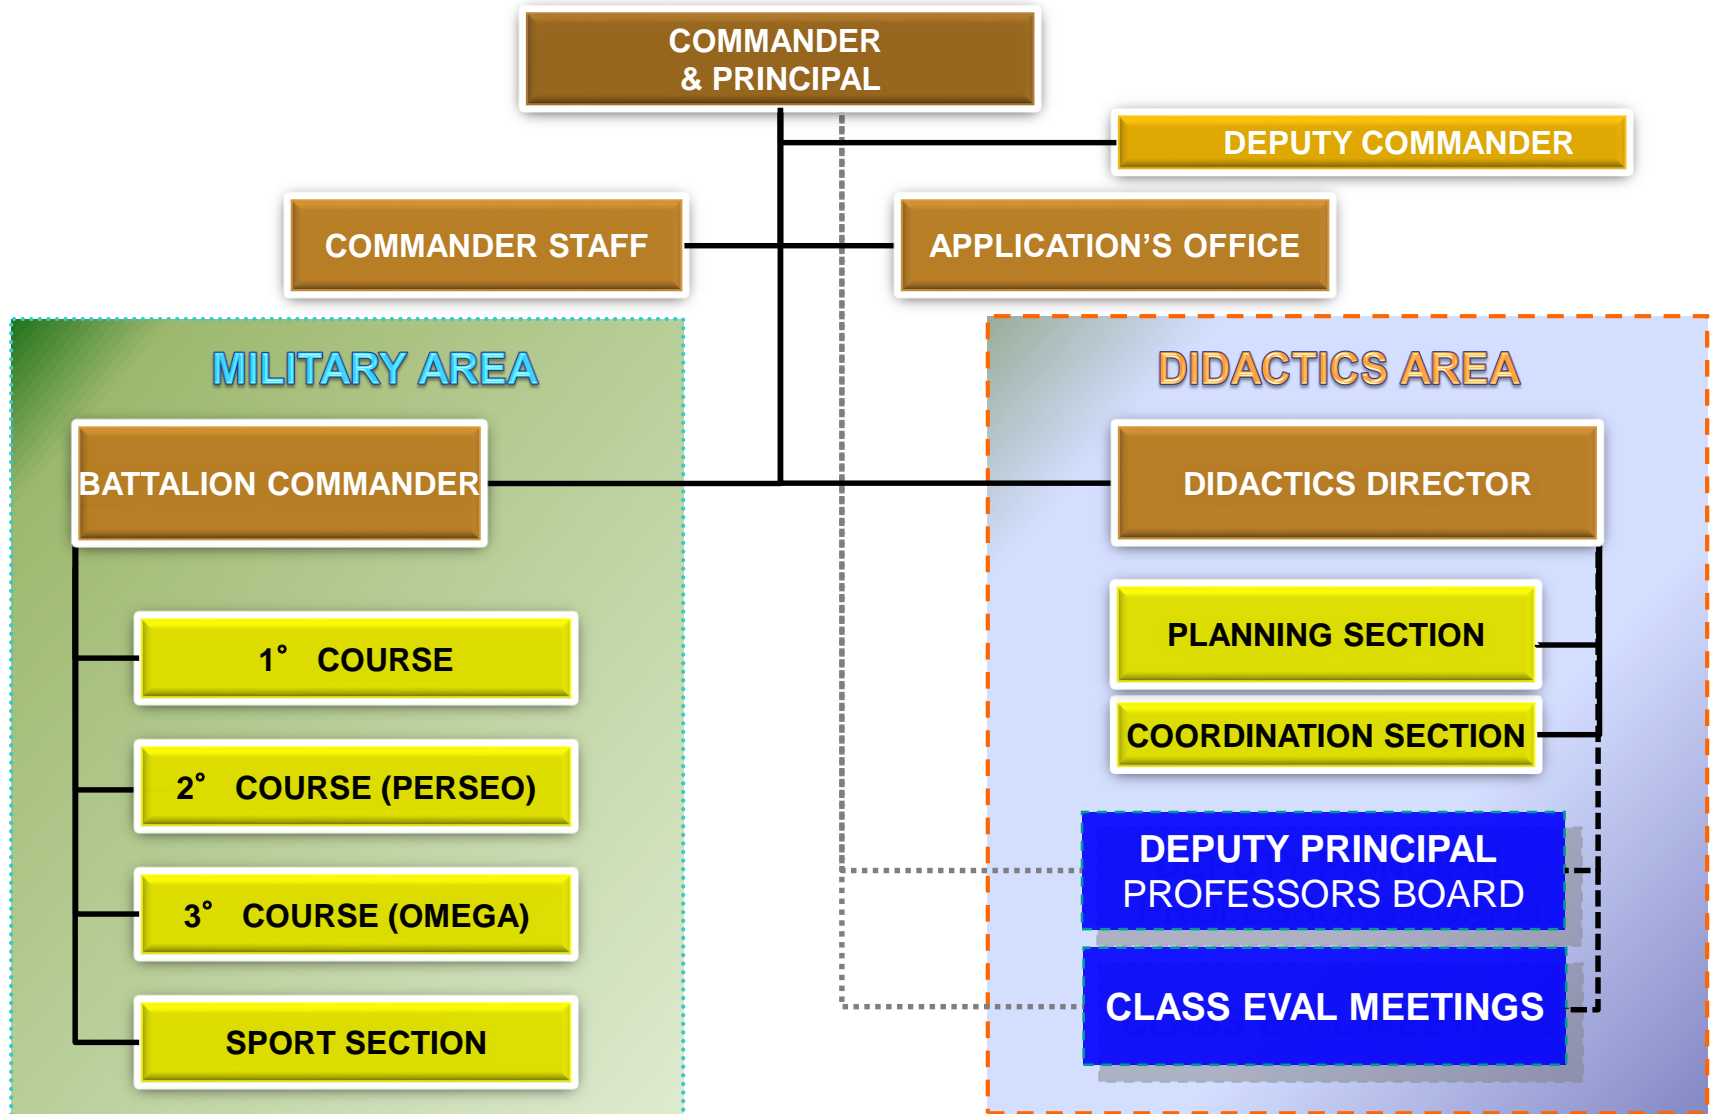 COMMANDER
& PRINCIPAL
DEPUTY COMMANDER
COMMANDER STAFF
APPLICATION'S OFFICE
MILITARY AREA
BATTALION COMMANDER
1° COURSE
2° COURSE (PERSEO)
3° COURSE (OMEGA)
SPORT SECTION
DIDACTICS AREA
DIDACTICS DIRECTOR
PLANNING SECTION
COORDINATION SECTION
DEPUTY PRINCIPAL
PROFESSORS BOARD
CLASS EVAL MEETINGS